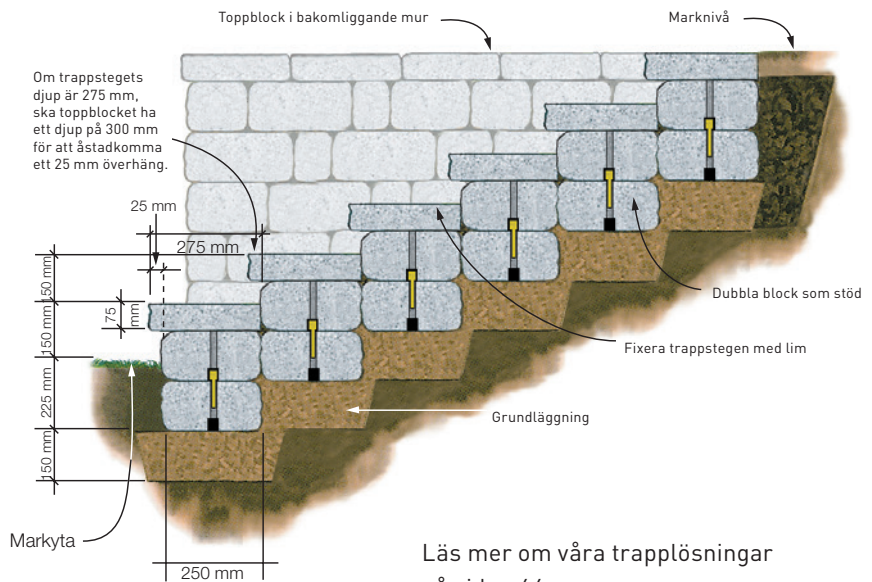 Toppblock i bakomliggande mur
Marknivå
Om trappstegets
djup är 275 mm,
ska toppblocket ha
ett djup på 300 mm
för att åstadkomma
ett 25 mm överhäng.
25 mm
275 mm
150 mm
75
mm
150 mm
225 mm
150 mm
Dubbla block som stöd
Fixera trappstegen med lim
Grundläggning
Markyta
250 mm
Läs mer om våra trapplösningar